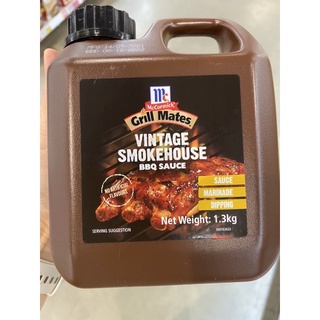 McCormick
Grill Mates
VINTAGE
SMOKEHOUSE
BBQ SAUCE
SAUCE
MARINADE
DIPPING
Net Weight: 1.3kg
SERVING SUGGESTION